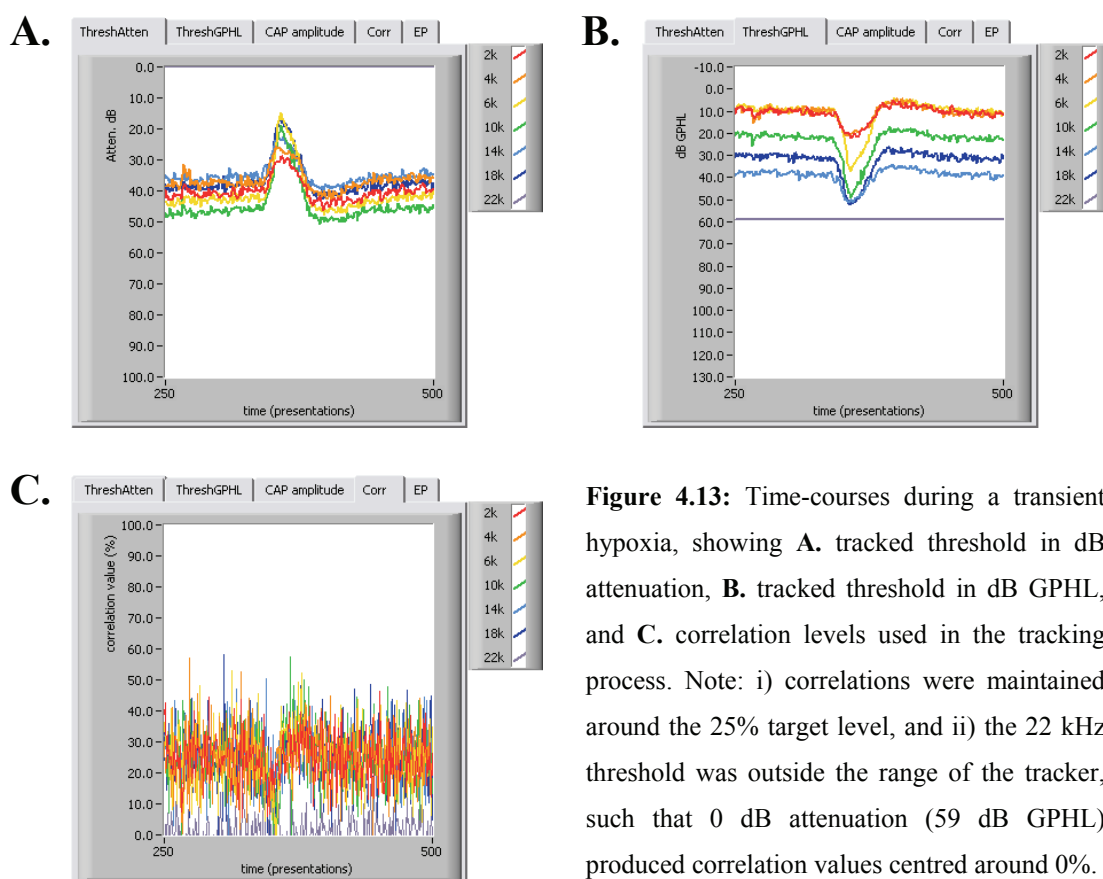 A.
ThreshAtten ThreshGPHL CAP amplitude Corr EP
Atten. dB
0.0
10.0
20.0
30.0
40.0
50.0
60.0
70.0
80.0
90.0
100.0
250 500
time (presentations)
2k
4k
6k
10k
14k
18k
22k
B.
ThreshAtten ThreshGPHL CAP amplitude Corr EP
dB GPHL
-10.0
0.0
10.0
20.0
30.0
40.0
50.0
60.0
70.0
80.0
90.0
100.0
110.0
120.0
130.0
250 500
time (presentations)
2k
4k
6k
10k
14k
18k
22k
C.
ThreshAtten ThreshGPHL CAP amplitude Corr EP
correlation value (%)
100.0
90.0
80.0
70.0
60.0
50.0
40.0
30.0
20.0
10.0
0.0
250 500
time (presentations)
2k
4k
6k
10k
14k
18k
22k
Figure 4.13: Time-courses during a transient
hypoxia, showing A. tracked threshold in dB
attenuation, B. tracked threshold in dB GPHL,
and C. correlation levels used in the tracking
process. Note: i) correlations were maintained
around the 25% target level, and ii) the 22 kHz
threshold was outside the range of the tracker,
such that 0 dB attenuation (59 dB GPHL)
produced correlation values centred around 0%.